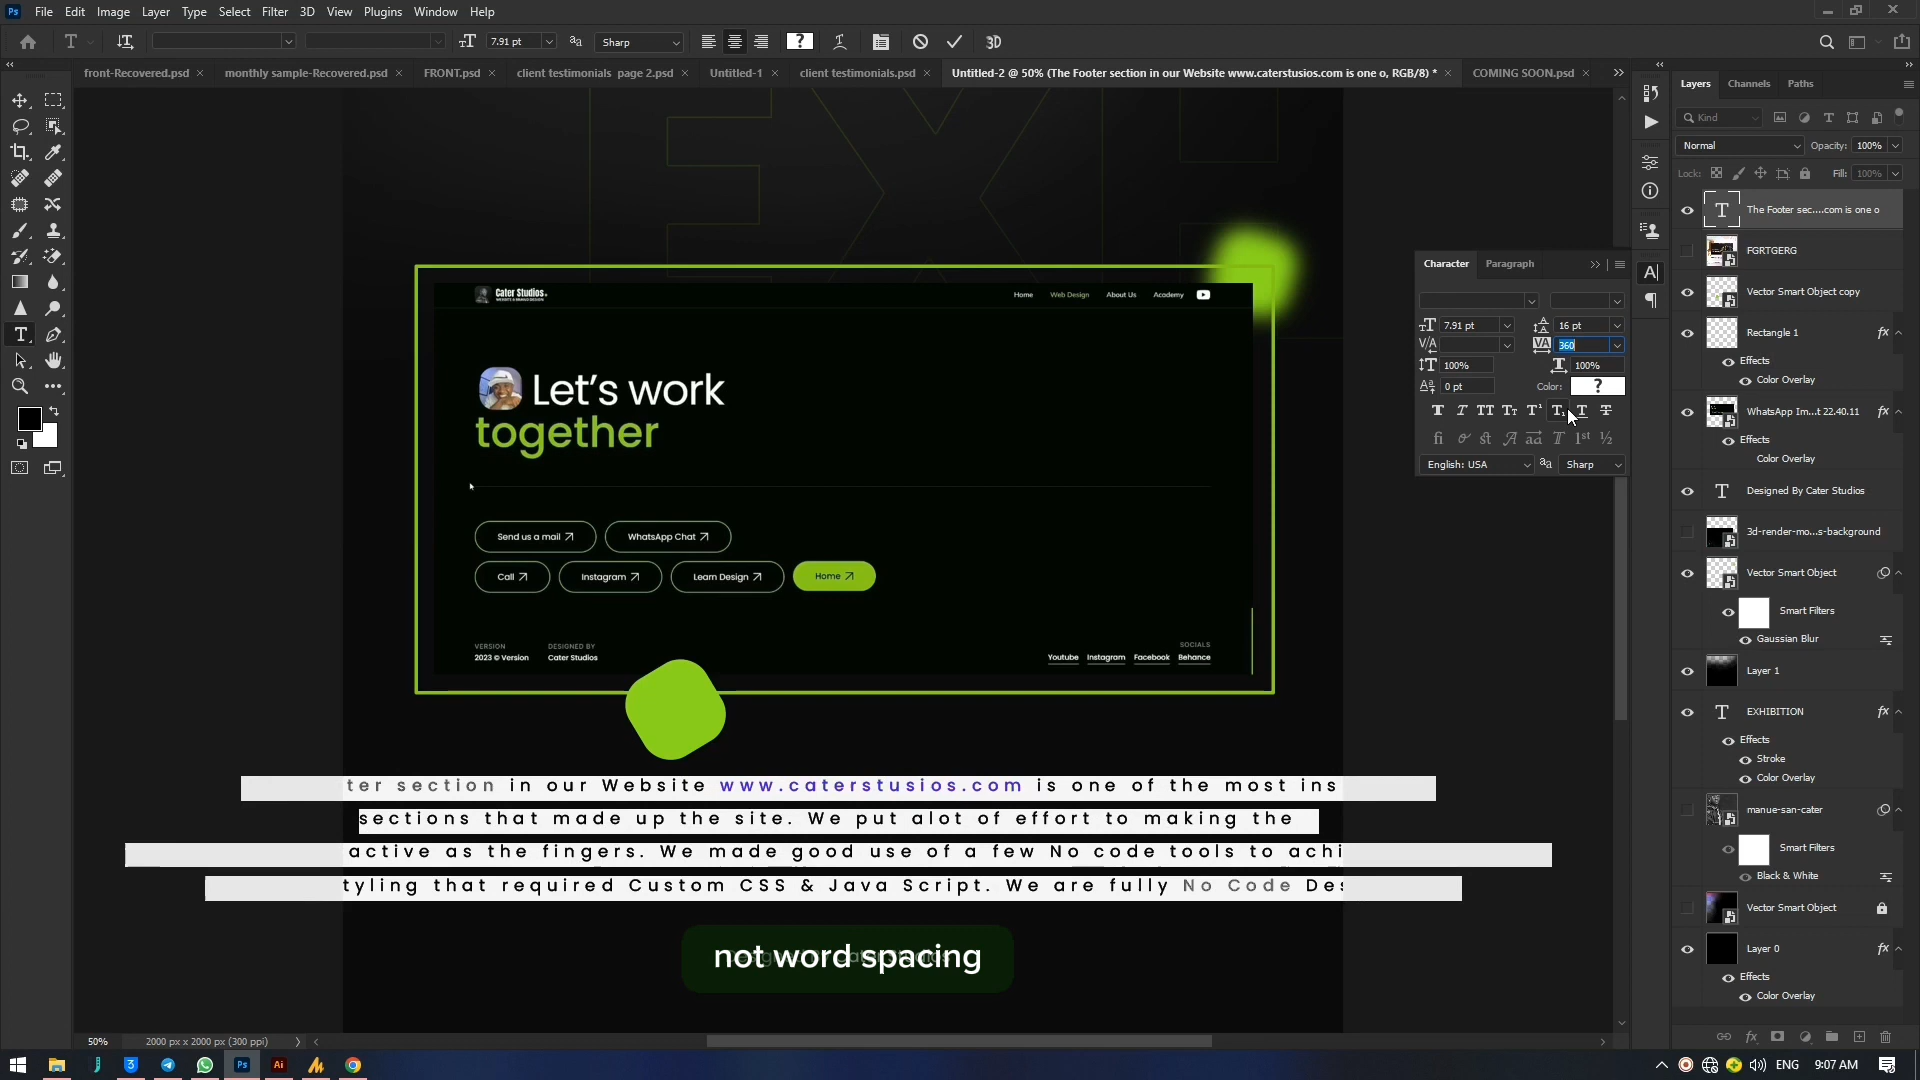 Ps File Edit Image Layer Type Select Filter 3D View Plugins Window Help
7.91 pt Sharp 3D
front-Recovered.psd monthly sample-Recovered.psd FRONT.psd client testimonials page 2.psd Untitled-1 client testimonials.psd Untitled-2 @ 50% (The Footer section in our Website www.caterstusios.com is one o, RGB/8) * COMING SOON.psd
Layers Channels Paths
Kind
Normal Opacity: 100%
Lock: Fill: 100%
The Footer sec....com is one o
FGRTGERG
Vector Smart Object copy
Rectangle 1 fx
Effects
Color Overlay
WhatsApp Im...t 22.40.11 fx
Effects
Color Overlay
Designed By Cater Studios
3d-render-mo...s-background
Vector Smart Object
Smart Filters
Gaussian Blur
Layer 1
EXHIBITION fx
Effects
Stroke
Color Overlay
manue-san-cater
Smart Filters
Black & White
Vector Smart Object
Layer 0 fx
Effects
Color Overlay
Character Paragraph
7.91 pt 16 pt
360
100% 100%
0 pt Color: ?
English: USA Sharp
Cater Studios
WEBSITE & BRAND DESIGN
Home Web Design About Us Academy
Let's work
together
Send us a mail WhatsApp Chat
Call Instagram Learn Design Home
VERSION DESIGNED BY SOCIALS
2023 © Version Cater Studios Youtube Instagram Facebook Behance
ter section in our Website www.caterstusios.com is one of the most ins
sections that made up the site. We put alot of effort to making the
active as the fingers. We made good use of a few No code tools to achi
tyling that required Custom CSS & Java Script. We are fully No Code Des
not word spacing
50% 2000 px x 2000 px (300 ppi)
ENG 9:07 AM